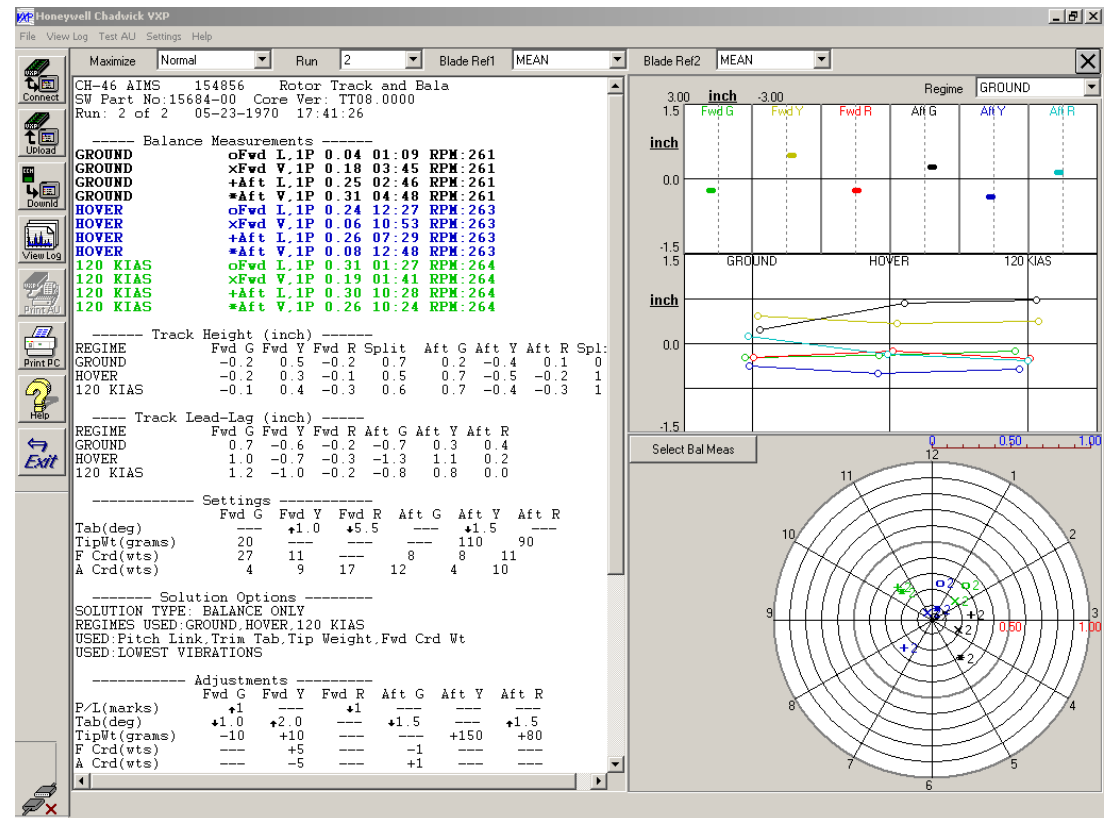 VXP Honeywell Chadwick VXP
File View Log Test AU Settings Help
Maximize Normal Run 2 Blade Ref1 MEAN Blade Ref2 MEAN
Connect
Upload
Downld
View Log
Print AU
Print PC
Help
Exit
CH-46 AIMS 154856 Rotor Track and Bala
SW Part No:15684-00 Core Ver: TT08.0000
Run: 2 of 2 05-23-1970 17:41:26
----- Balance Measurements -----
GROUND oFwd L,1P 0.04 01:09 RPM:261
GROUND xFwd V,1P 0.18 03:45 RPM:261
GROUND +Aft L,1P 0.25 02:46 RPM:261
GROUND *Aft V,1P 0.31 04:48 RPM:261
HOVER oFwd L,1P 0.24 12:27 RPM:263
HOVER xFwd V,1P 0.06 10:53 RPM:263
HOVER +Aft L,1P 0.26 07:29 RPM:263
HOVER *Aft V,1P 0.08 12:48 RPM:263
120 KIAS oFwd L,1P 0.31 01:27 RPM:264
120 KIAS xFwd V,1P 0.19 01:41 RPM:264
120 KIAS +Aft L,1P 0.30 10:28 RPM:264
120 KIAS *Aft V,1P 0.26 10:24 RPM:264
------ Track Height (inch) ------
REGIME Fwd G Fwd Y Fwd R Split Aft G Aft Y Aft R Spl:
GROUND -0.2 0.5 -0.2 0.7 0.2 -0.4 0.1 0
HOVER -0.2 0.3 -0.1 0.5 0.7 -0.5 -0.2 1
120 KIAS -0.1 0.4 -0.3 0.6 0.7 -0.4 -0.3 1
---- Track Lead-Lag (inch) -----
REGIME Fwd G Fwd Y Fwd R Aft G Aft Y Aft R
GROUND 0.7 -0.6 -0.2 -0.7 0.3 0.4
HOVER 1.0 -0.7 -0.3 -1.3 1.1 0.2
120 KIAS 1.2 -1.0 -0.2 -0.8 0.8 0.0
------------ Settings -----------
Fwd G Fwd Y Fwd R Aft G Aft Y Aft R
Tab(deg) --- ↑1.0 ↓5.5 --- ↓1.5 ---
TipWt(grams) 20 --- --- --- 110 90
F Crd(wts) 27 11 --- 8 8 11
A Crd(wts) 4 9 17 12 4 10
-------- Solution Options --------
SOLUTION TYPE: BALANCE ONLY
REGIMES USED:GROUND,HOVER,120 KIAS
USED:Pitch Link,Trim Tab,Tip Weight,Fwd Crd Wt
USED:LOWEST VIBRATIONS
------------ Adjustments ----------
Fwd G Fwd Y Fwd R Aft G Aft Y Aft R
P/L(marks) ↑1 --- ↓1 --- --- ---
Tab(deg) ↓1.0 ↑2.0 --- ↓1.5 --- ↑1.5
TipWt(grams) -10 +10 --- --- +150 +80
F Crd(wts) --- +5 --- -1 --- ---
A Crd(wts) --- -5 --- +1 --- ---
Regime GROUND
3.00 inch -3.00
1.5 Fwd G Fwd Y Fwd R Aft G Aft Y Aft R
inch
0.0
-1.5
1.5 GROUND HOVER 120 KIAS
inch
0.0
-1.5
Select Bal Meas
0 0.50 1.00
12
11 1
10 2
9 3
0.50 1.00
8 4
7 5
6